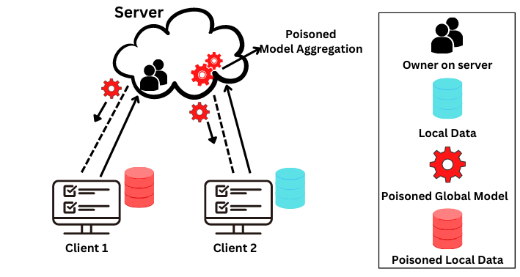 Server
Poisoned
Model Aggregation
Client 1
Client 2
Owner on server
Local Data
Poisoned Global Model
Poisoned Local Data